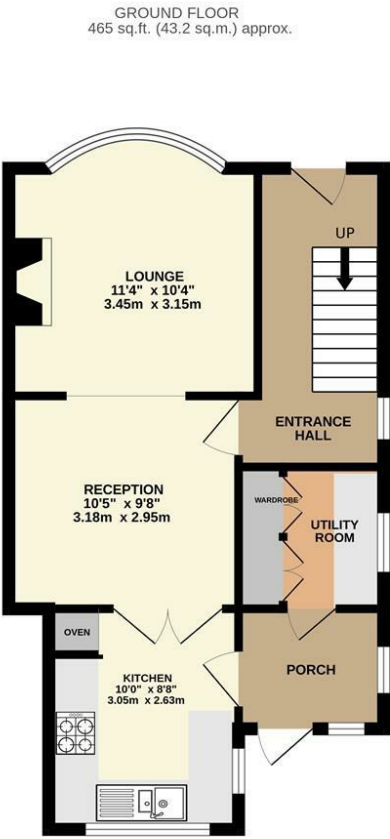 GROUND FLOOR
465 sq.ft. (43.2 sq.m.) approx.
UP
LOUNGE
11'4" x 10'4"
3.45m x 3.15m
ENTRANCE
HALL
RECEPTION
10'5" x 9'8"
3.18m x 2.95m
WARDROBE
UTILITY
ROOM
OVEN
KITCHEN
10'0" x 8'8"
3.05m x 2.63m
PORCH